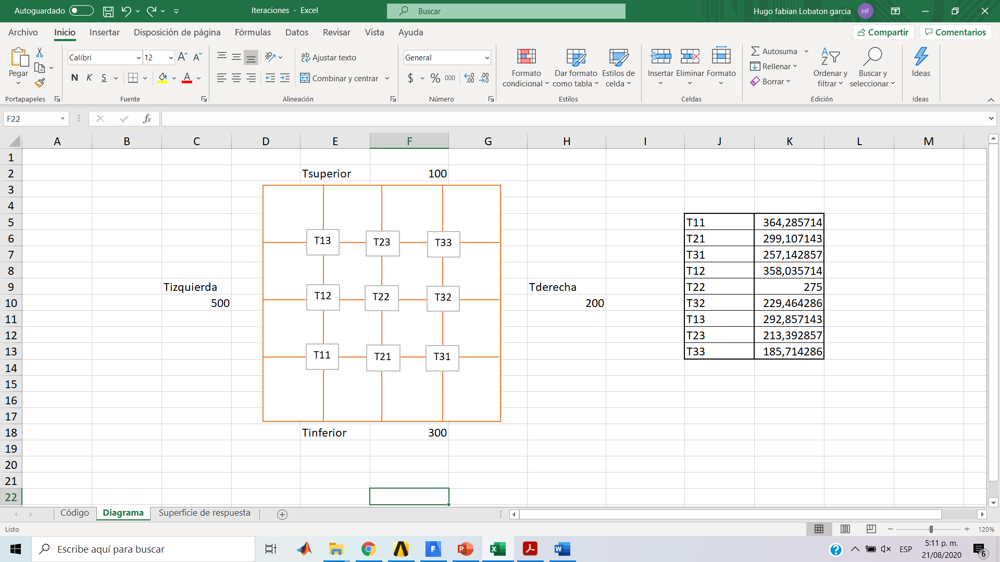 Autoguardado
Iteraciones - Excel
Buscar
Hugo fabian Lobaton garcia
HF
Archivo Inicio Insertar Disposición de página Fórmulas Datos Revisar Vista Ayuda
Compartir Comentarios
Pegar
Calibri 12
N K S
Ajustar texto
Combinar y centrar
General
$ % 000
Formato condicional
Dar formato como tabla
Estilos de celda
Insertar Eliminar Formato
Autosuma
Rellenar
Borrar
Ordenar y filtrar
Buscar y seleccionar
Ideas
Portapapeles Fuente Alineación Número Estilos Celdas Edición Ideas
F22 fx
A B C D E F G H I J K L M
1
2 Tsuperior 100
3
4
5 T11 364,285714
6 T13 T23 T33 T21 299,107143
7 T31 257,142857
8 T12 358,035714
9 Tizquierda T12 T22 T32 Tderecha T22 275
10 500 200 T32 229,464286
11 T13 292,857143
12 T23 213,392857
13 T11 T21 T31 T33 185,714286
14
15
16
17
18 Tinferior 300
19
20
21
22
Código Diagrama Superficie de respuesta
Listo
120%
Escribe aquí para buscar
ESP
5:11 p. m.
21/08/2020
6